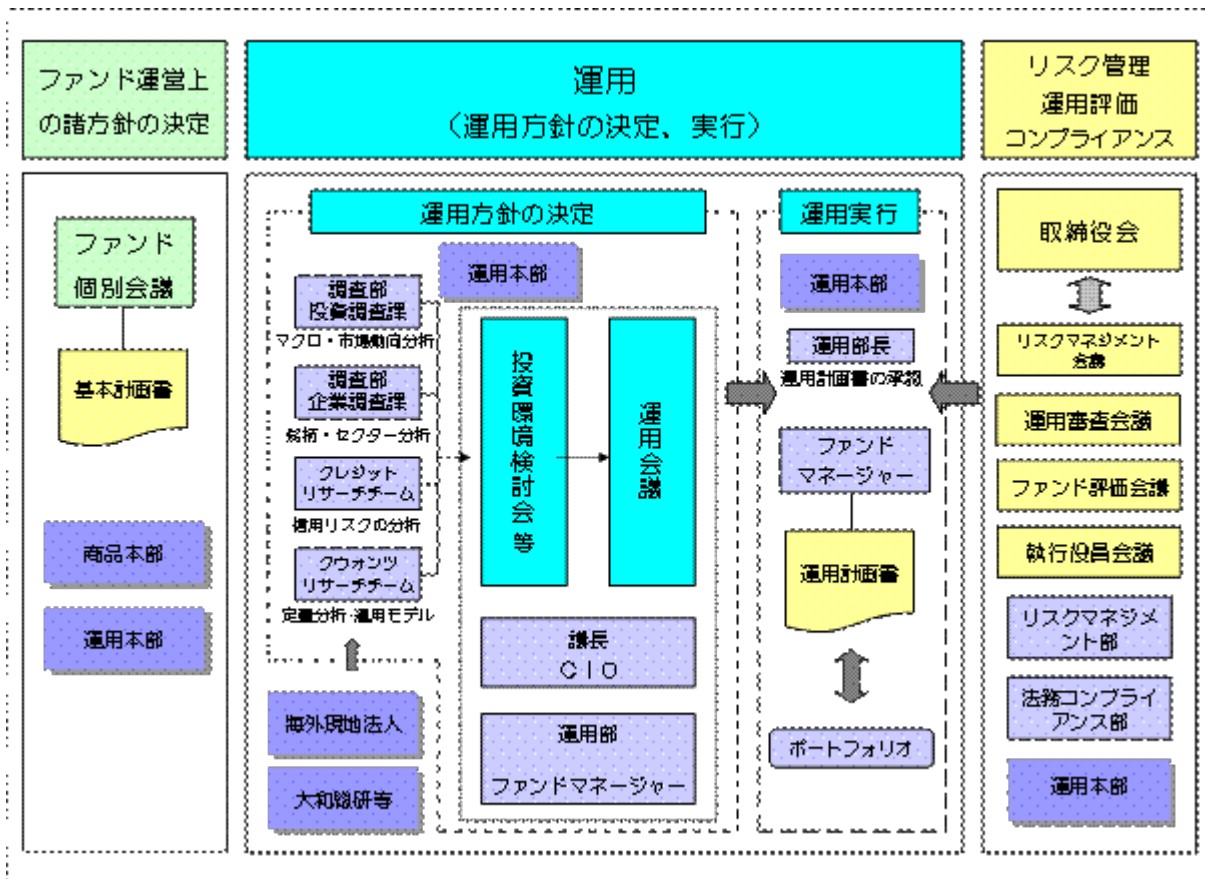 ファンド運営上
の諸方針の決定
運用
（運用方針の決定、実行）
リスク管理
運用評価
コンプライアンス
ファンド
個別会議
基本計画書
商品本部
運用本部
運用方針の決定
運用本部
調査部
投資調査課
マクロ・市場動向分析
調査部
企業調査課
銘柄・セクター分析
クレジット
リサーチチーム
信用リスクの分析
クウォンツ
リサーチチーム
定量分析・運用モデル
海外現地法人
大和総研等
投資環境検討会等
運用会議
議長
CIO
運用部
ファンドマネージャー
運用実行
運用本部
運用部長
運用計画書の承認
ファンド
マネージャー
運用計画書
ポートフォリオ
取締役会
リスクマネジメント
会議
運用審査会議
ファンド評価会議
執行役員会議
リスクマネジメ
ント部
法務コンプライ
アンス部
運用本部